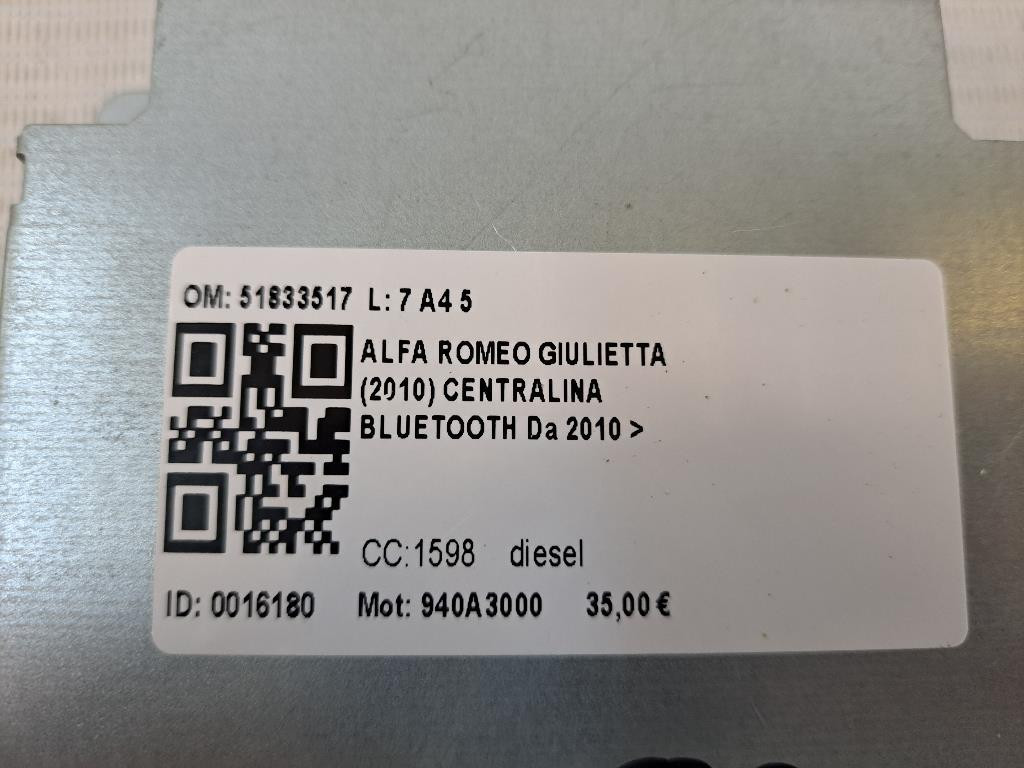 OM: 51833517 L: 7 A4 5
ALFA ROMEO GIULIETTA
(2010) CENTRALINA
BLUETOOTH Da 2010 >
CC:1598 diesel
ID: 0016180 Mot: 940A3000 35,00 €